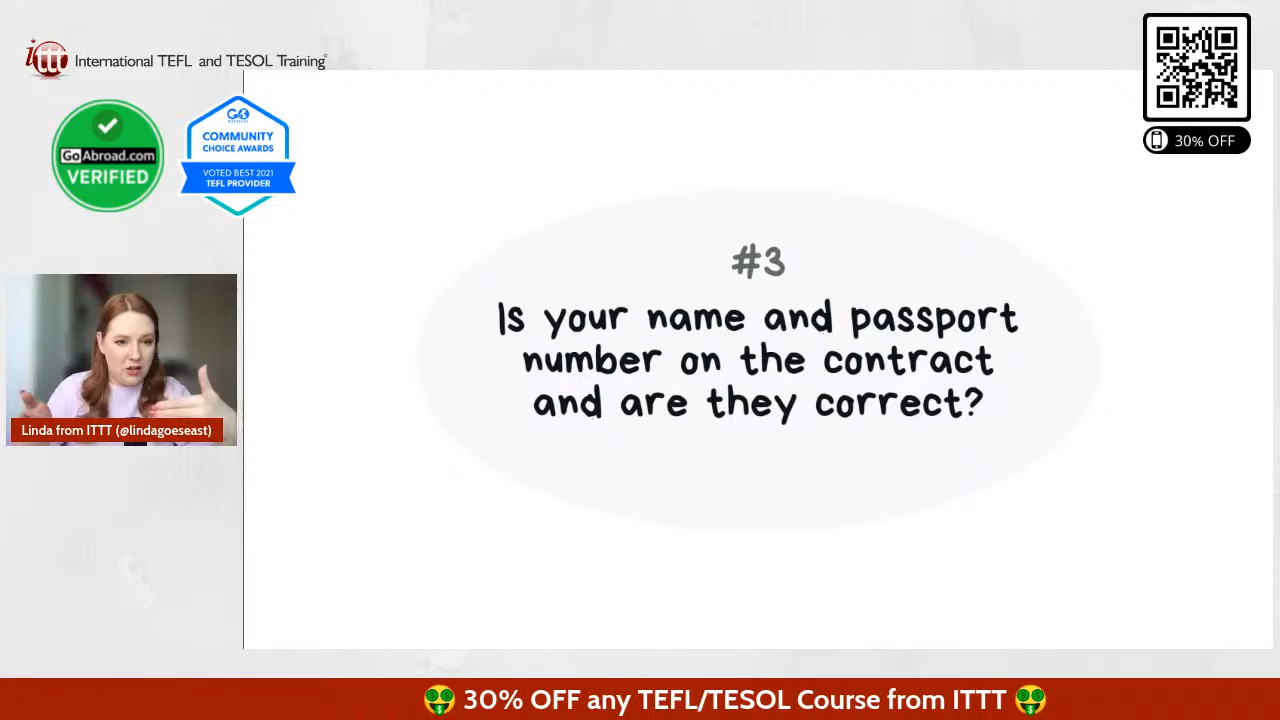 ittt International TEFL and TESOL Training
GoAbroad.com
VERIFIED
GO
COMMUNITY
CHOICE AWARDS
VOTED BEST 2021
TEFL PROVIDER
30% OFF
#3
Is your name and passport
number on the contract
and are they correct?
Linda from ITTT (@lindagoeseast)
30% OFF any TEFL/TESOL Course from ITTT